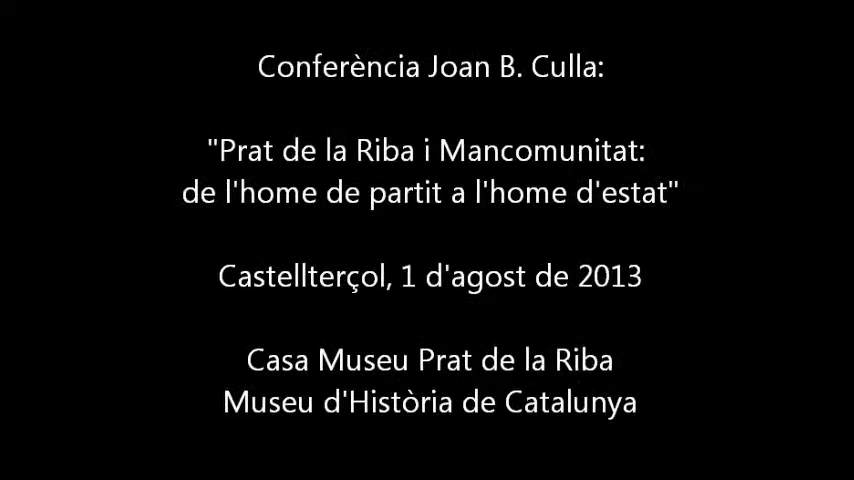 Conferència Joan B. Culla:
"Prat de la Riba i Mancomunitat:
de l'home de partit a l'home d'estat"
Castellterçol, 1 d'agost de 2013
Casa Museu Prat de la Riba
Museu d'Història de Catalunya